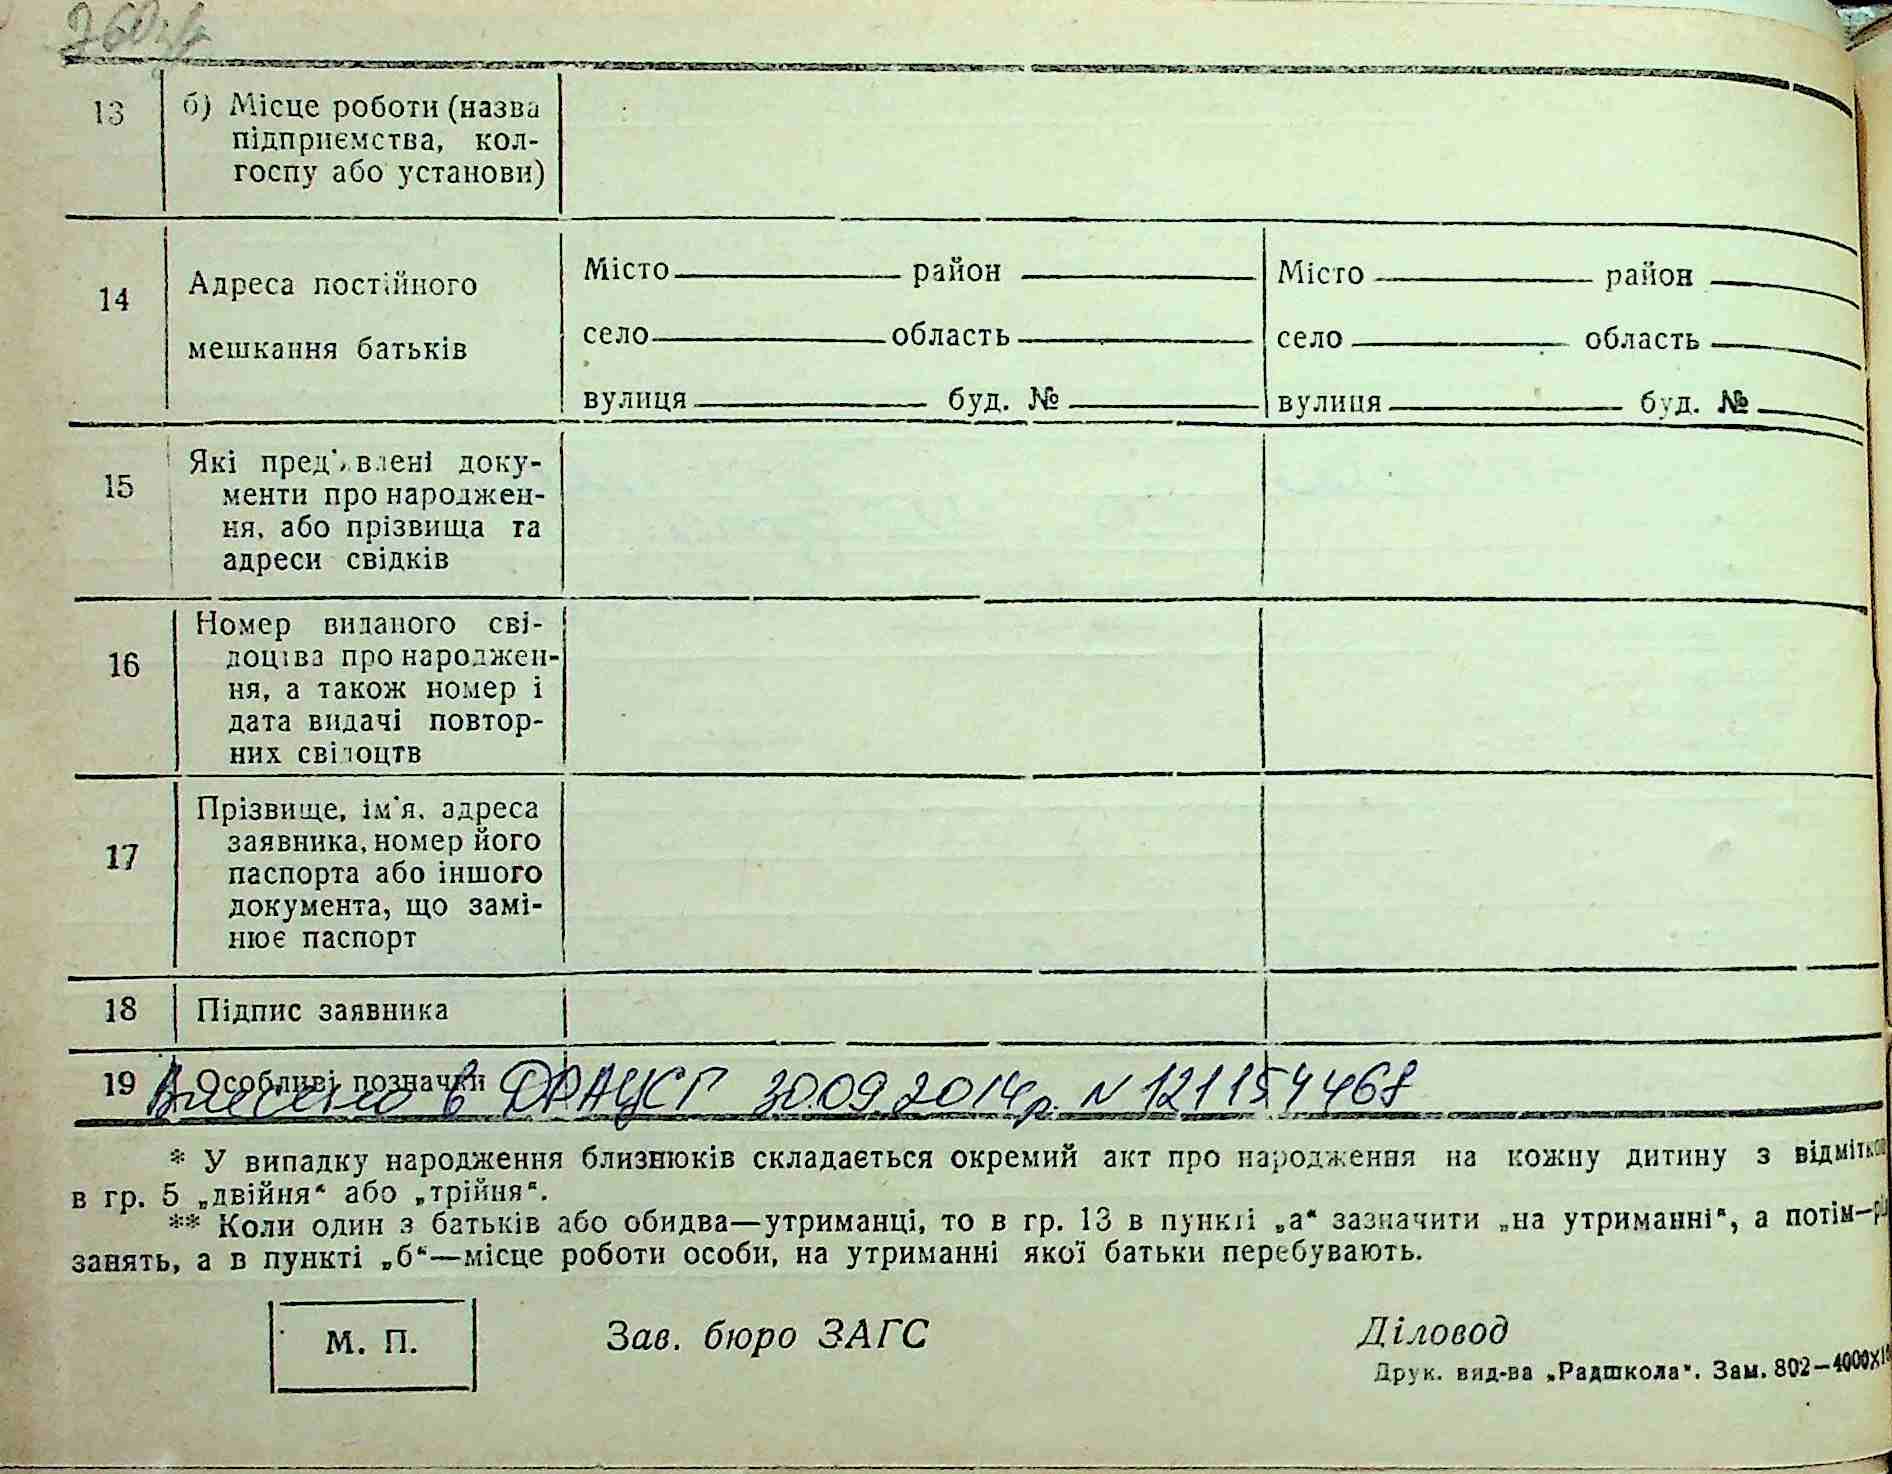 260
13 б) Місце роботи (назва
підприємства, кол-
госпу або установи)
14 Адреса постійного
мешкання батьків
Місто район
село область
вулиця буд. №
Місто район
село область
вулиця буд. №
15 Які пред'явлені доку-
менти про народжен-
ня, або прізвища та
адреси свідків
16 Номер виданого сві-
доцтва про народжен-
ня, а також номер і
дата видачі повтор-
них свідоцтв
17 Прізвище, ім'я, адреса
заявника, номер його
паспорта або іншого
документа, що замі-
нює паспорт
18 Підпис заявника
19 Особливі позначки
Внесено в ДРАЦСГ 30.09.2014р. N 121154468
* У випадку народження близнюків складається окремий акт про народження на кожну дитину з відміткою
в гр. 5 „двійня“ або „трійня“.
** Коли один з батьків або обидва—утриманці, то в гр. 13 в пункті „а“ зазначити „на утриманні“, а потім—
занять, а в пункті „б“—місце роботи особи, на утриманні якої батьки перебувають.
М. П. Зав. бюро ЗАГС Діловод
Друк. вид-ва „Радшкола“. Зам. 802—4000×